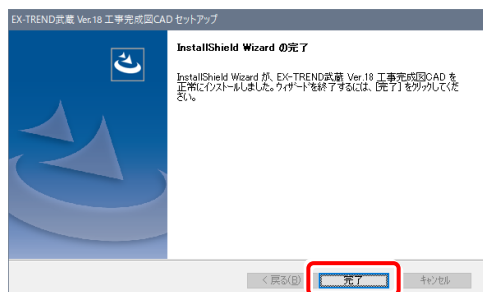 EX-TREND武蔵 Ver.18 工事完成図CAD セットアップ
InstallShield Wizard の完了
InstallShield Wizard が、EX-TREND武蔵 Ver.18 工事完成図CAD を
正常にインストールしました。ウィザードを終了するには、[完了] をクリックしてくだ
さい。
< 戻る(B)
完了
キャンセル